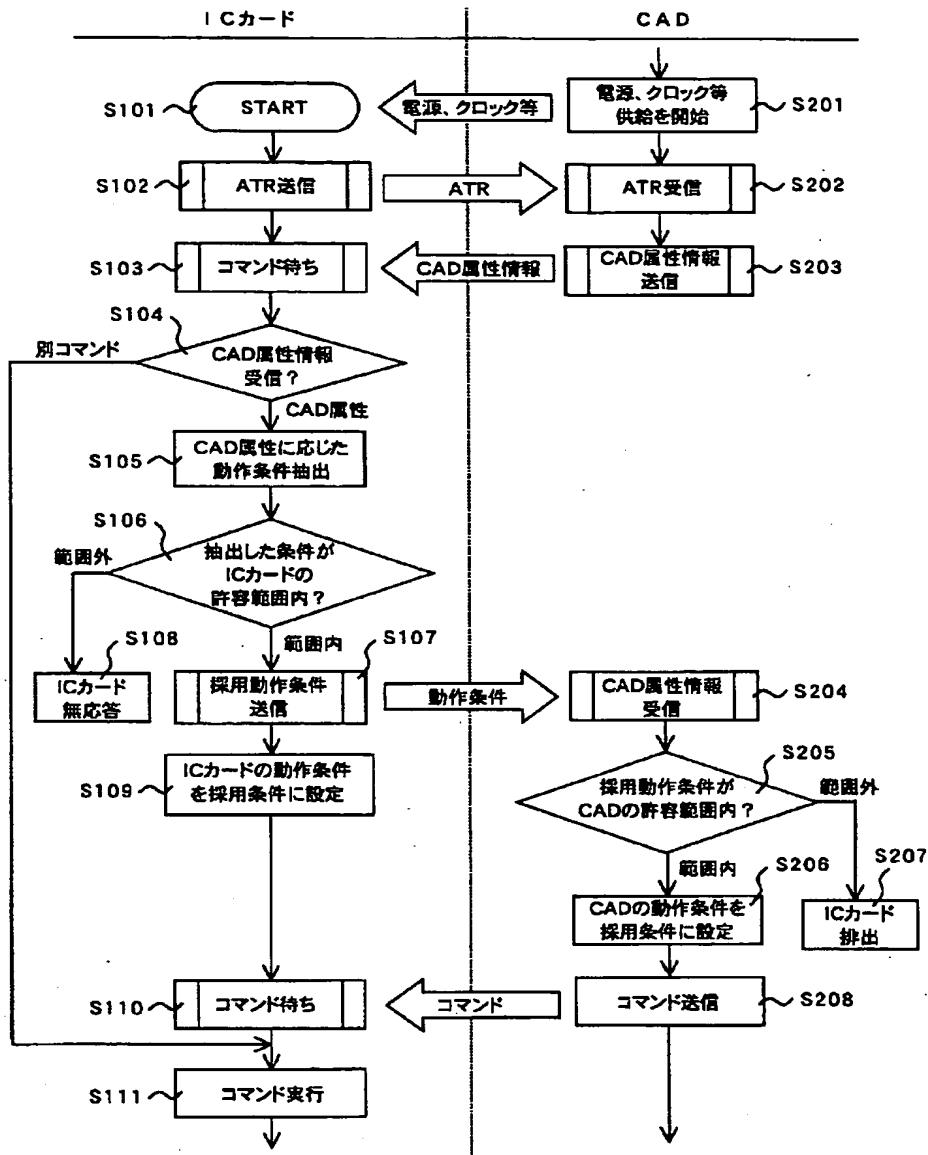 ICカード
CAD
S101
START
電源、クロック等
電源、クロック等
供給を開始
S201
S102
ATR送信
ATR
ATR受信
S202
S103
コマンド待ち
CAD属性情報
CAD属性情報
送信
S203
S104
別コマンド
CAD属性情報
受信?
CAD属性
S105
CAD属性に応じた
動作条件抽出
S106
範囲外
抽出した条件が
ICカードの
許容範囲内?
範囲内
S108
ICカード
無応答
S107
採用動作条件
送信
動作条件
CAD属性情報
受信
S204
S109
ICカードの動作条件
を採用条件に設定
S205
採用動作条件が
CADの許容範囲内?
範囲外
範囲内
S206
CADの動作条件を
採用条件に設定
S207
ICカード
排出
S110
コマンド待ち
コマンド
コマンド送信
S208
S111
コマンド実行